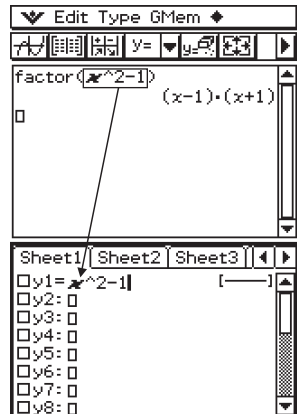 Edit Type GMem
y=
factor(x^2-1)
(x-1)·(x+1)
Sheet1 Sheet2 Sheet3
y1=x^2-1
y2:
y3:
y4:
y5:
y6:
y7:
y8: